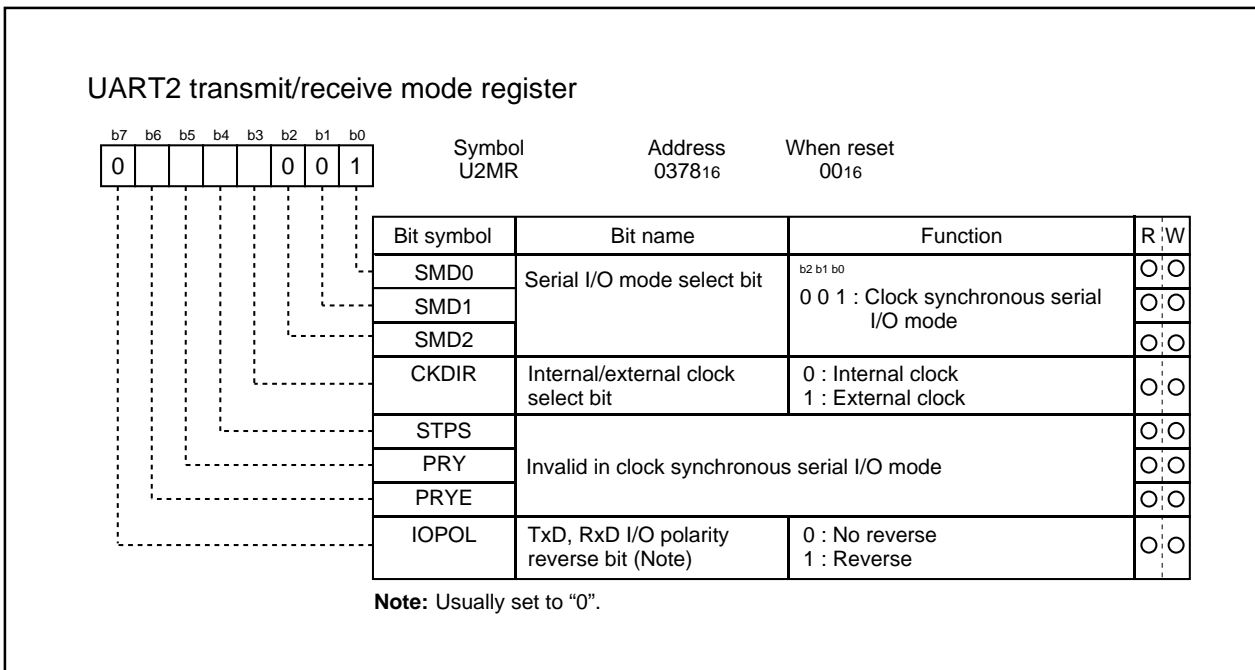 UART2 transmit/receive mode register
b7 b6 b5 b4 b3 b2 b1 b0
0 0 0 1
Symbol Address When reset
U2MR 037816 0016
Bit symbol Bit name Function R W
SMD0 Serial I/O mode select bit b2 b1 b0
SMD1 0 0 1 : Clock synchronous serial
I/O mode
SMD2
CKDIR Internal/external clock 0 : Internal clock
select bit 1 : External clock
STPS
PRY Invalid in clock synchronous serial I/O mode
PRYE
IOPOL TxD, RxD I/O polarity 0 : No reverse
reverse bit (Note) 1 : Reverse
Note: Usually set to “0”.